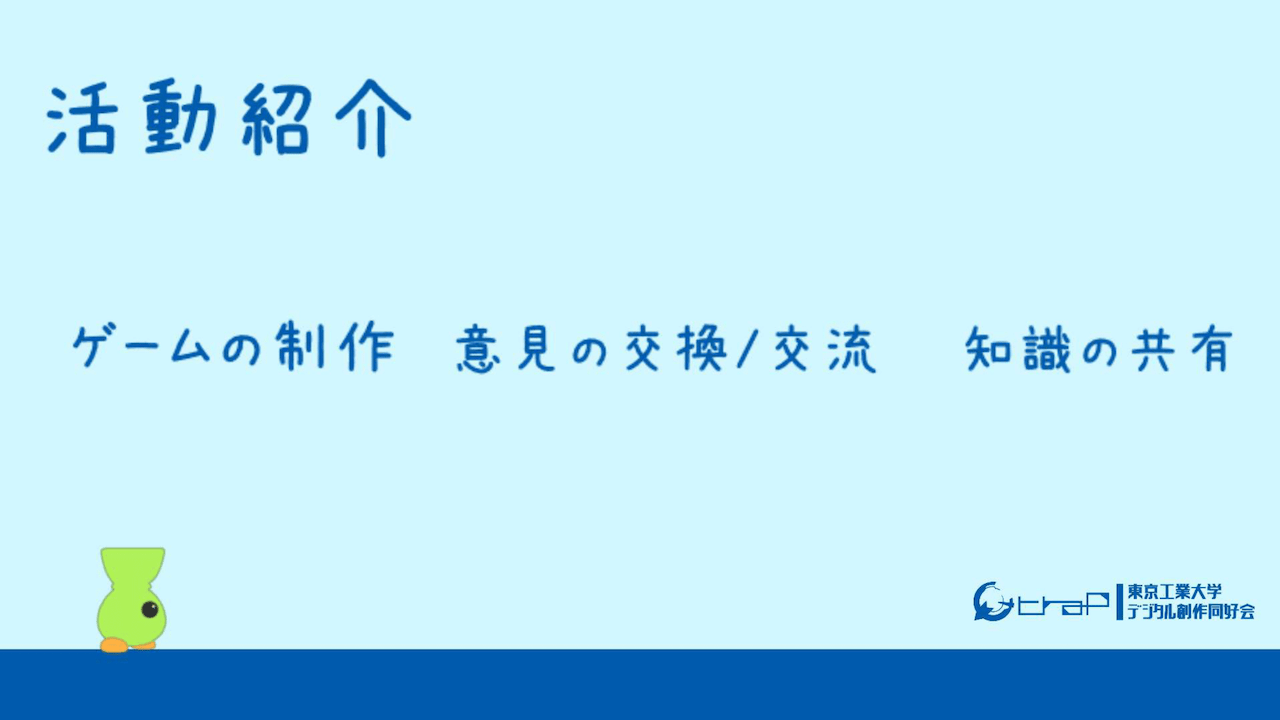 活動紹介
ゲームの制作 意見の交換/交流 知識の共有
traP
東京工業大学
デジタル創作同好会